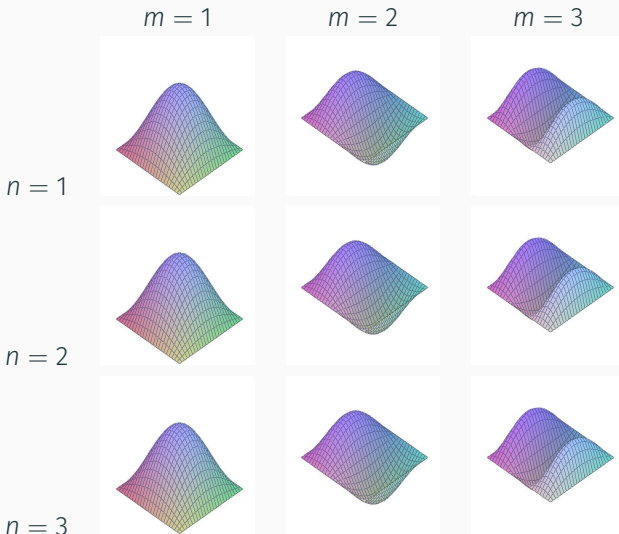 m = 1 m = 2 m = 3
n = 1
n = 2
n = 3